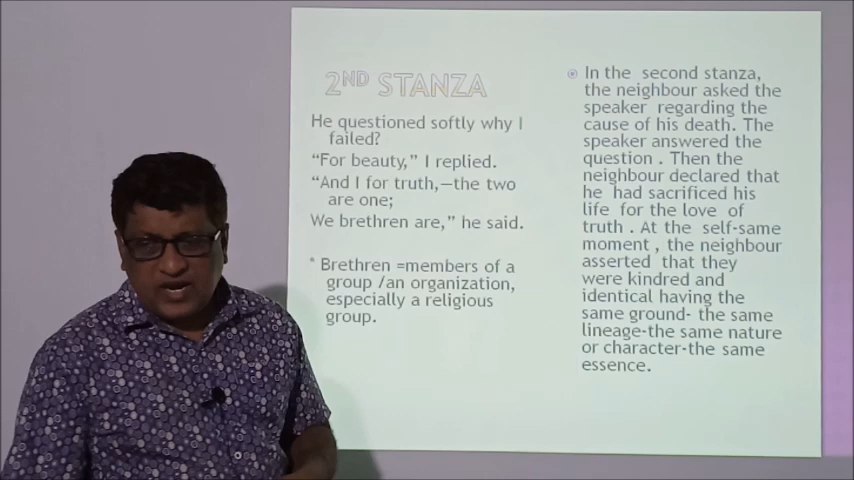 2ND STANZA
He questioned softly why I
failed?
“For beauty,” I replied.
“And I for truth,—the two
are one;
We brethren are,” he said.
* Brethren =members of a
group /an organization,
especially a religious
group.
In the second stanza,
the neighbour asked the
speaker regarding the
cause of his death. The
speaker answered the
question . Then the
neighbour declared that
he had sacrificed his
life for the love of
truth . At the self-same
moment , the neighbour
asserted that they
were kindred and
identical having the
same ground- the same
lineage-the same nature
or character-the same
essence.